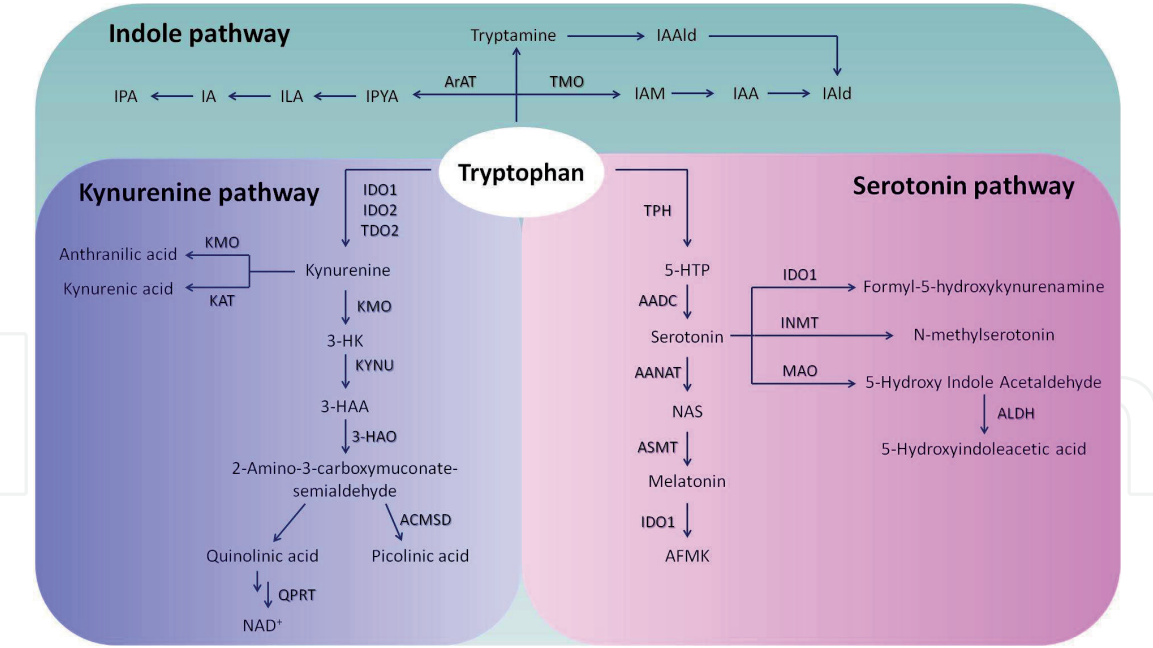 Indole pathway
Tryptamine
IAAld
ArAT
TMO
IPA
IA
ILA
IPYA
IAM
IAA
IAld
Tryptophan
Kynurenine pathway
IDO1
IDO2
TDO2
KMO
Anthranilic acid
Kynurenic acid
KAT
Kynurenine
KMO
3-HK
KYNU
3-HAA
3-HAO
2-Amino-3-carboxymuconate-
semialdehyde
ACMSD
Quinolinic acid
Picolinic acid
QPRT
NAD⁺
Serotonin pathway
TPH
5-HTP
AADC
Serotonin
AANAT
NAS
ASMT
Melatonin
IDO1
AFMK
IDO1
Formyl-5-hydroxykynurenamine
INMT
N-methylserotonin
MAO
5-Hydroxy Indole Acetaldehyde
ALDH
5-Hydroxyindoleacetic acid